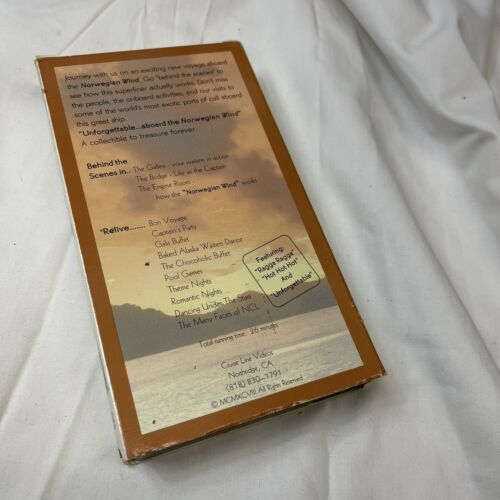 Journey with us on an exciting new voyage aboard
the Norwegian Wind. Go "behind the scenes" to
see how this superliner actually works. Don't miss
the people, the onboard activities, and our visits to
some of the world's most exotic ports of call aboard
this great ship.
"Unforgettable...aboard the Norwegian Wind"
A collectible to treasure forever.
Behind the
Scenes in.. The Galley - your waiters in action
The Bridge - Life as the Captain
The Engine Room -
how the "Norwegian Wind" works
"Relive....... Bon Voyage
Captain's Party
Gala Buffet
Baked Alaska Waiters Dance
The Chocoholic Buffet
Pool Games
Theme Nights
Romantic Nights
Dancing Under The Stars
The Many Faces of NCL
Featuring:
"Ragga Ragga"
"Hot Hot Hot"
And
"Unforgettable"
Total running time: 26 minutes
Cruise Line Videos
Northridge, CA
(818) 830-1791
© MCMXCVIII All Rights Reserved